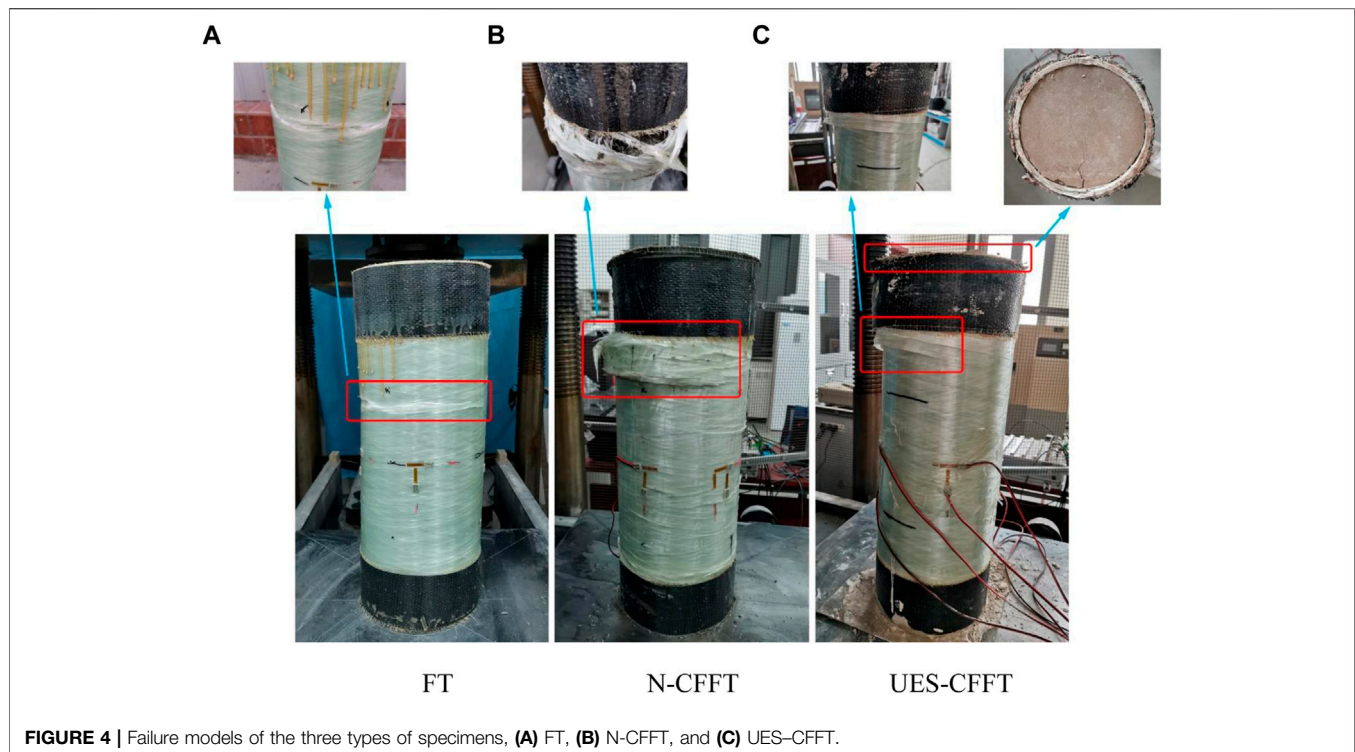 A
B
C
FT
N-CFFT
UES-CFFT
FIGURE 4 | Failure models of the three types of specimens, (A) FT, (B) N-CFFT, and (C) UES–CFFT.